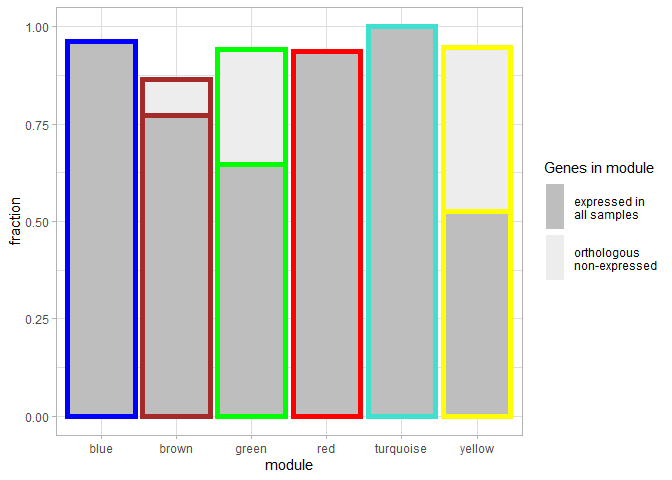 1.00
0.75
0.50
0.25
0.00
fraction
blue brown green red turquoise yellow
module
Genes in module
expressed in
all samples
orthologous
non-expressed